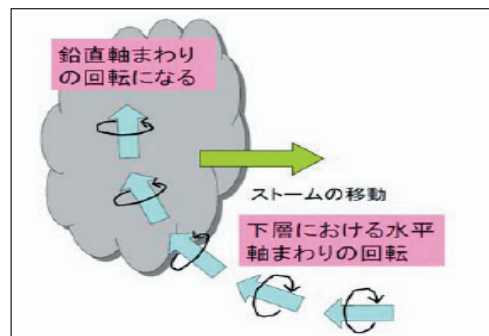 鉛直軸まわり
の回転になる
ストームの移動
下層における水平
軸まわりの回転